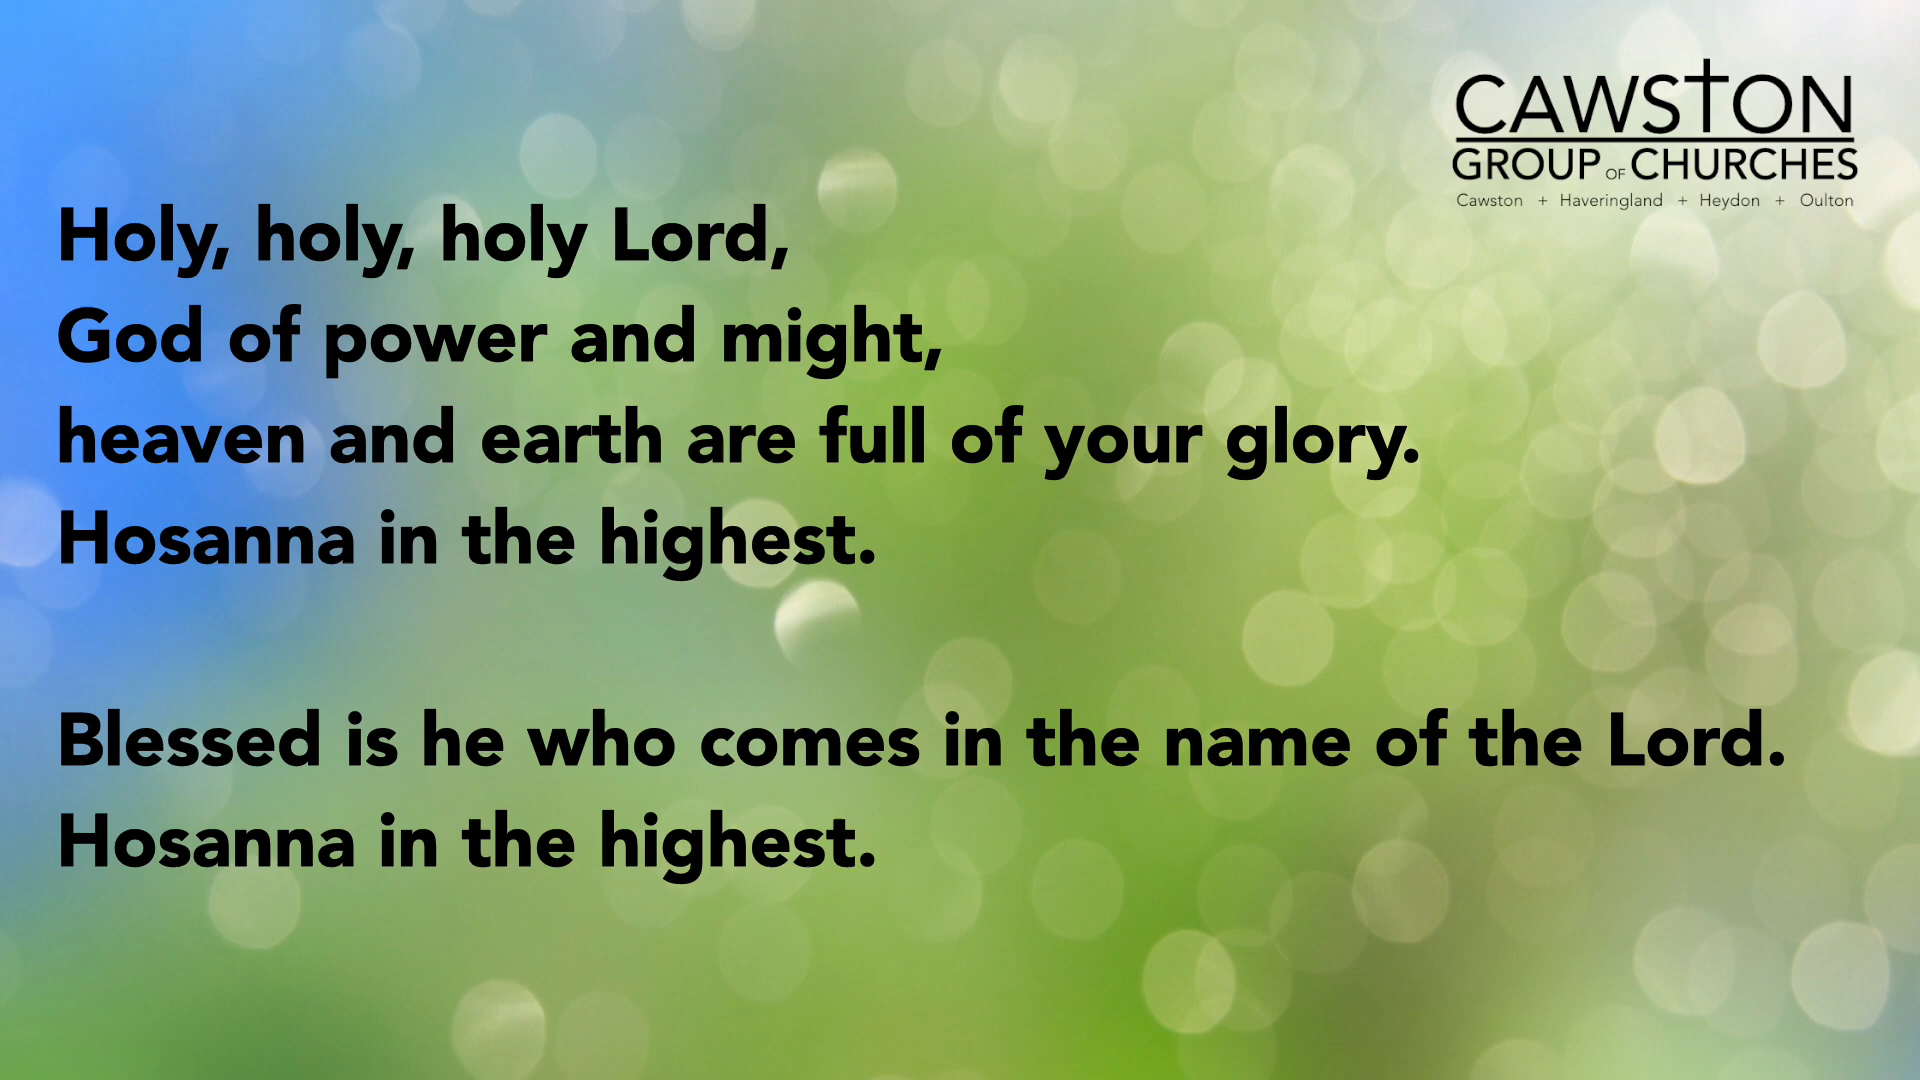 CAWSTON
GROUP OF CHURCHES
Cawston + Haveringland + Heydon + Oulton
Holy, holy, holy Lord,
God of power and might,
heaven and earth are full of your glory.
Hosanna in the highest.
Blessed is he who comes in the name of the Lord.
Hosanna in the highest.